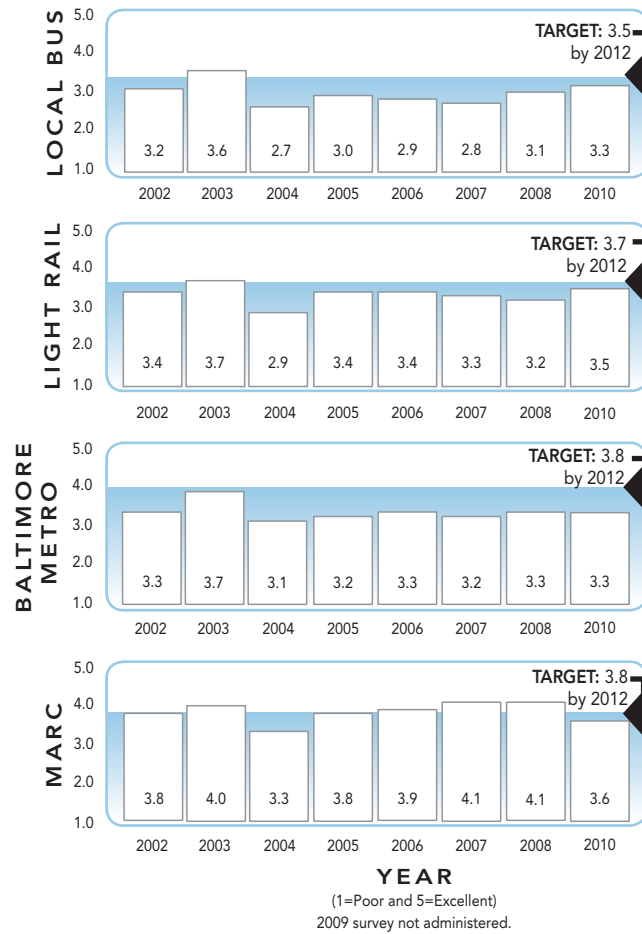 LOCAL BUS
5.0
4.0
3.0
2.0
1.0
TARGET: 3.5
by 2012
3.2 3.6 2.7 3.0 2.9 2.8 3.1 3.3
2002 2003 2004 2005 2006 2007 2008 2010
LIGHT RAIL
5.0
4.0
3.0
2.0
1.0
TARGET: 3.7
by 2012
3.4 3.7 2.9 3.4 3.4 3.3 3.2 3.5
2002 2003 2004 2005 2006 2007 2008 2010
BALTIMORE
METRO
5.0
4.0
3.0
2.0
1.0
TARGET: 3.8
by 2012
3.3 3.7 3.1 3.2 3.3 3.2 3.3 3.3
2002 2003 2004 2005 2006 2007 2008 2010
MARC
5.0
4.0
3.0
2.0
1.0
TARGET: 3.8
by 2012
3.8 4.0 3.3 3.8 3.9 4.1 4.1 3.6
2002 2003 2004 2005 2006 2007 2008 2010
YEAR
(1=Poor and 5=Excellent)
2009 survey not administered.